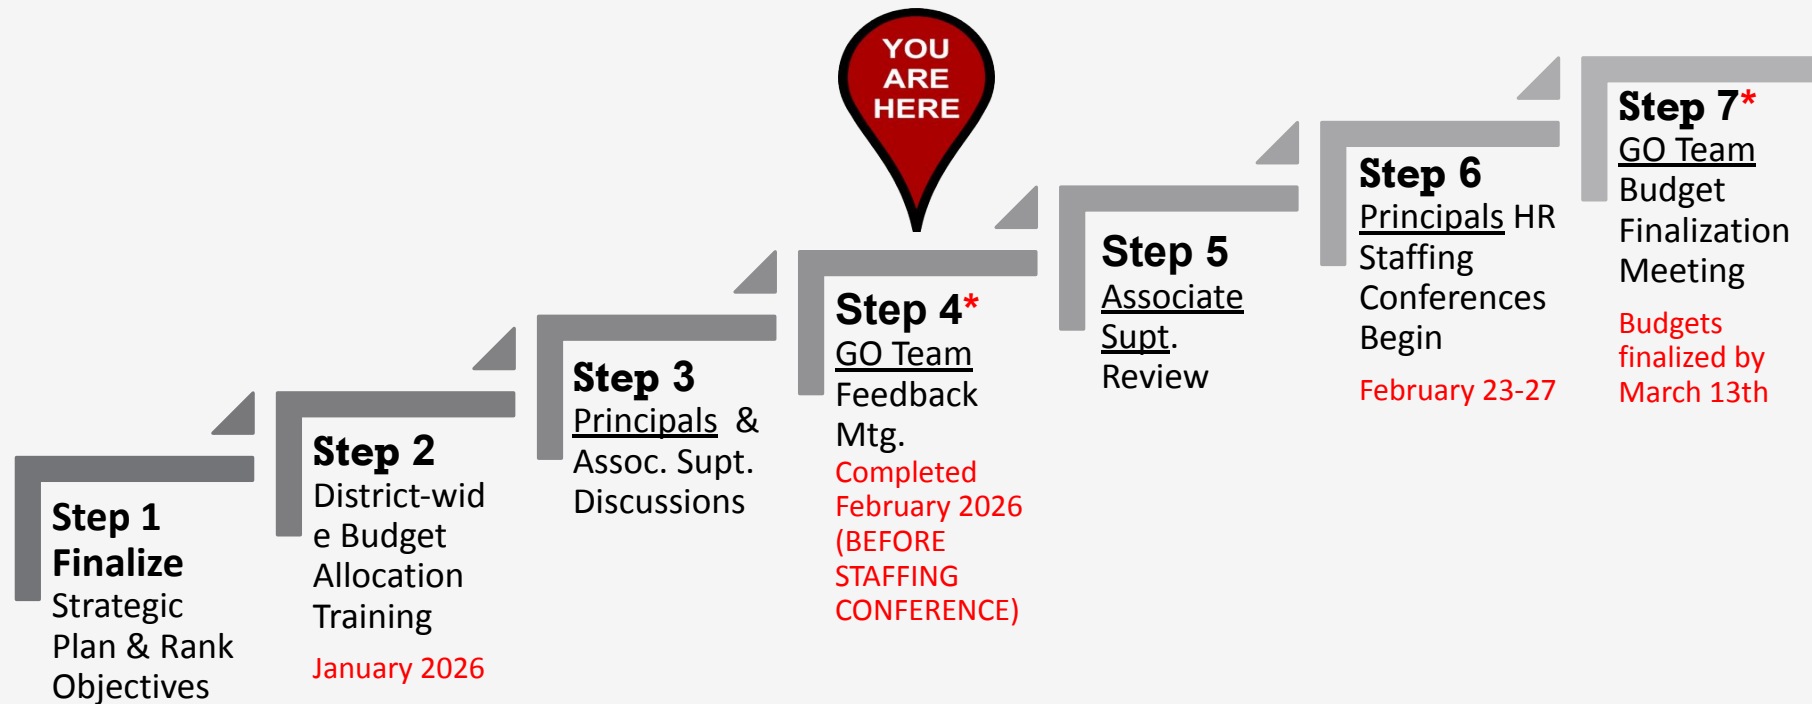 YOU
ARE
HERE
Step 1
Finalize
Strategic
Plan & Rank
Objectives
Step 2
District-wid
e Budget
Allocation
Training
January 2026
Step 3
Principals &
Assoc. Supt.
Discussions
Step 4*
GO Team
Feedback
Mtg.
Completed
February 2026
(BEFORE
STAFFING
CONFERENCE)
Step 5
Associate
Supt.
Review
Step 6
Principals HR
Staffing
Conferences
Begin
February 23-27
Step 7*
GO Team
Budget
Finalization
Meeting
Budgets
finalized by
March 13th